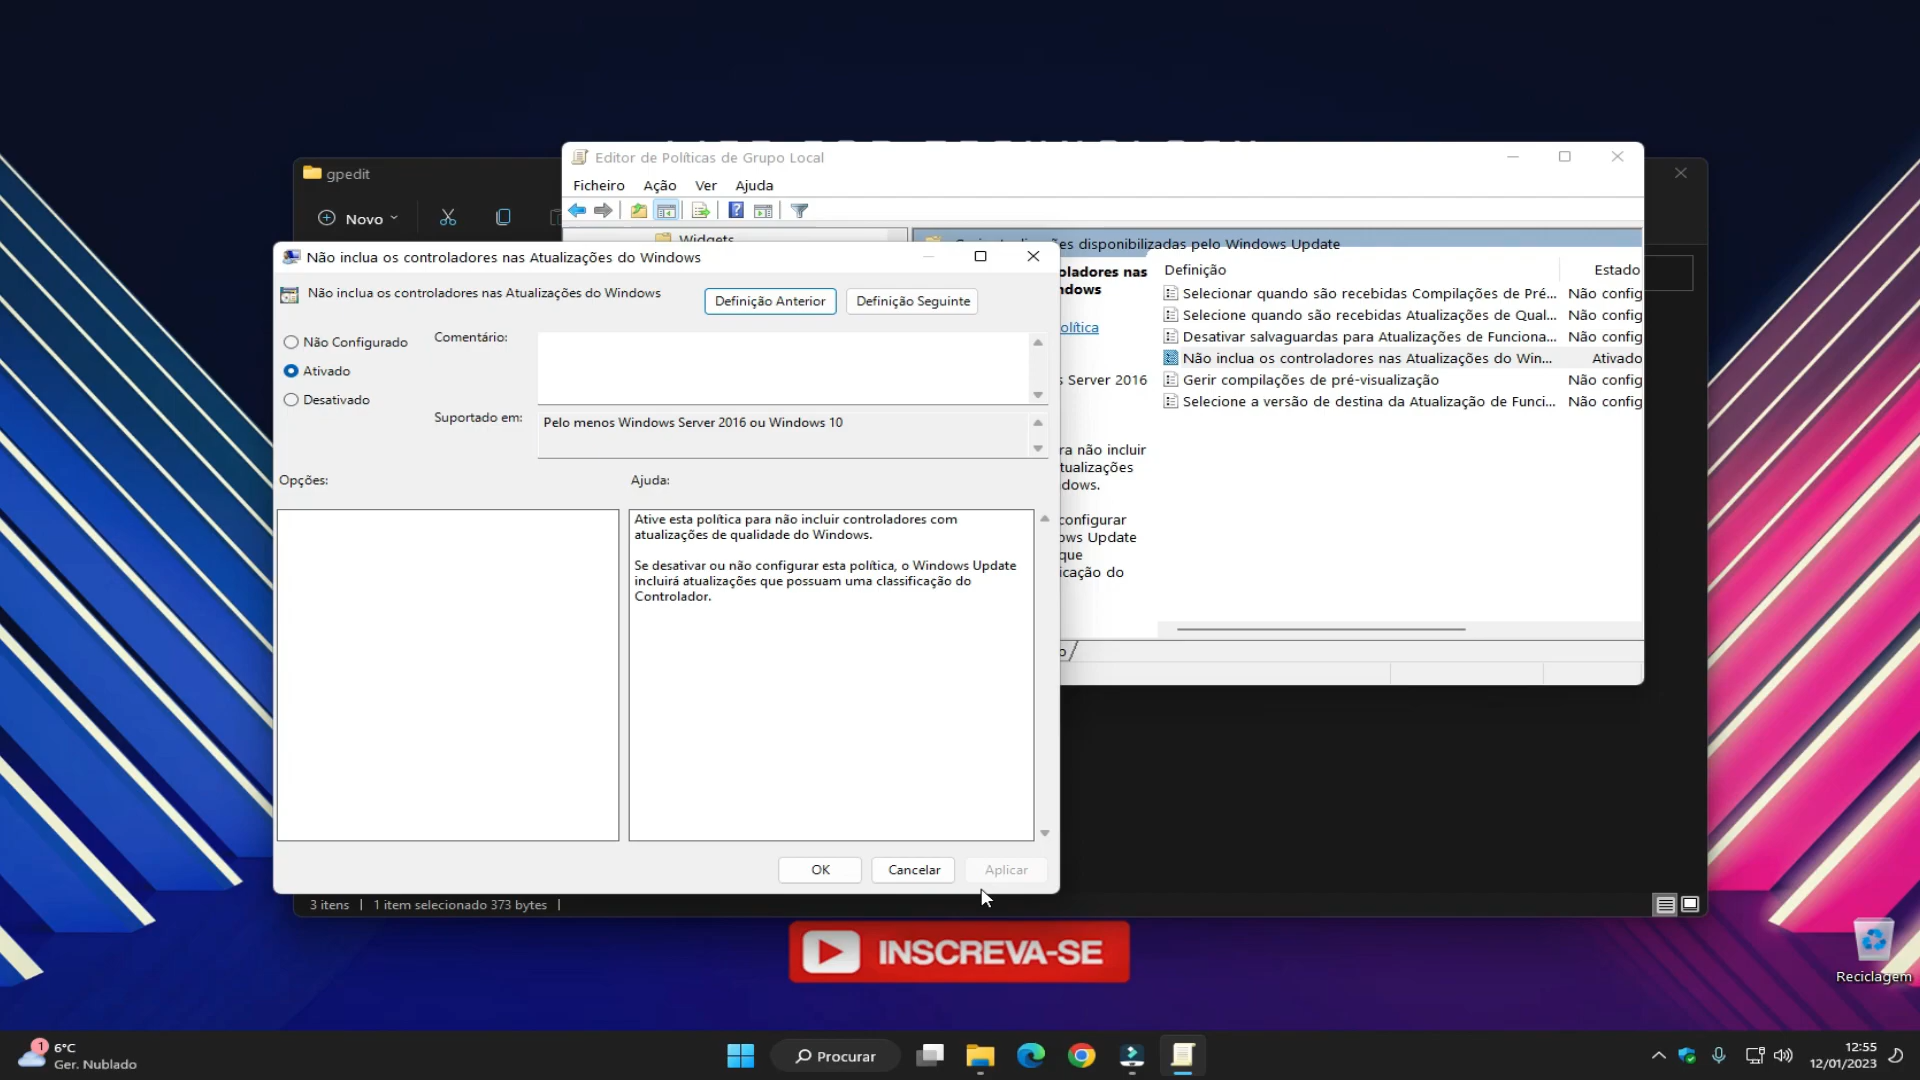 gpedit
Novo
Editor de Políticas de Grupo Local
Ficheiro Ação Ver Ajuda
Widgets
disponibilizadas pelo Windows Update
Definição Estado
Selecionar quando são recebidas Compilações de Pré... Não config
Selecione quando são recebidas Atualizações de Qual... Não config
Desativar salvaguardas para Atualizações de Funciona... Não config
Não inclua os controladores nas Atualizações do Win... Ativado
Gerir compilações de pré-visualização Não config
Selecione a versão de destina da Atualização de Funci... Não config
oladores nas
ndows
olítica
s Server 2016
ra não incluir
tualizações
dows.
configurar
ows Update
que
icação do
Não inclua os controladores nas Atualizações do Windows
Não inclua os controladores nas Atualizações do Windows
Definição Anterior Definição Seguinte
Não Configurado
Ativado
Desativado
Comentário:
Suportado em:
Pelo menos Windows Server 2016 ou Windows 10
Opções:
Ajuda:
Ative esta política para não incluir controladores com
atualizações de qualidade do Windows.
Se desativar ou não configurar esta política, o Windows Update
incluirá atualizações que possuam uma classificação do
Controlador.
OK Cancelar Aplicar
3 itens | 1 item selecionado 373 bytes |
INSCREVA-SE
Reciclagem
1
6°C
Ger. Nublado
Procurar
12:55
12/01/2023